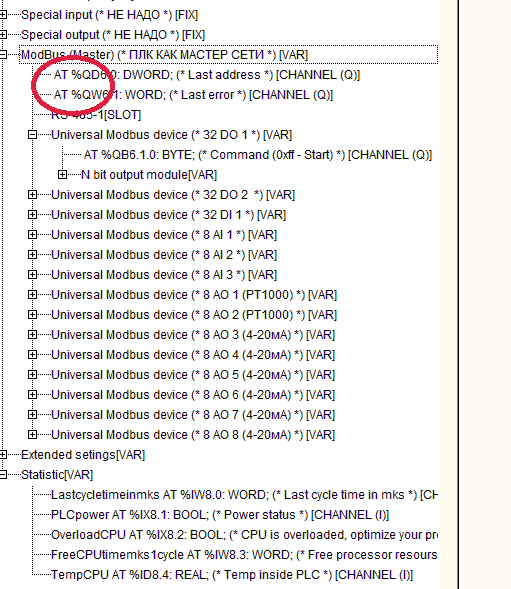 Special input (* НЕ НАДО *) [FIX]
Special output (* НЕ НАДО *) [FIX]
ModBus (Master) (* ПЛК КАК МАСТЕР СЕТИ *) [VAR]
AT %QD6.0: DWORD; (* Last address *) [CHANNEL (Q)]
AT %QW6.1: WORD; (* Last error *) [CHANNEL (Q)]
RS-485-1[SLOT]
Universal Modbus device (* 32 DO 1 *) [VAR]
AT %QB6.1.0: BYTE; (* Command (0xff - Start) *) [CHANNEL (Q)]
N bit output module[VAR]
Universal Modbus device (* 32 DO 2 *) [VAR]
Universal Modbus device (* 32 DI 1 *) [VAR]
Universal Modbus device (* 8 AI 1 *) [VAR]
Universal Modbus device (* 8 AI 2 *) [VAR]
Universal Modbus device (* 8 AI 3 *) [VAR]
Universal Modbus device (* 8 AO 1 (PT1000) *) [VAR]
Universal Modbus device (* 8 AO 2 (PT1000) *) [VAR]
Universal Modbus device (* 8 AO 3 (4-20мА) *) [VAR]
Universal Modbus device (* 8 AO 4 (4-20мА) *) [VAR]
Universal Modbus device (* 8 AO 5 (4-20мА) *) [VAR]
Universal Modbus device (* 8 AO 6 (4-20мА) *) [VAR]
Universal Modbus device (* 8 AO 7 (4-20мА) *) [VAR]
Universal Modbus device (* 8 AO 8 (4-20мА) *) [VAR]
Extended setings[VAR]
Statistic[VAR]
Lastcycletimeinmks AT %IW8.0: WORD; (* Last cycle time in mks *) [CH
PLCpower AT %IX8.1: BOOL; (* Power status *) [CHANNEL (I)]
OverloadCPU AT %IX8.2: BOOL; (* CPU is overloaded, optimize your pr
FreeCPUtimemks1cycle AT %IW8.3: WORD; (* Free processor resours
TempCPU AT %ID8.4: REAL; (* Temp inside PLC *) [CHANNEL (I)]